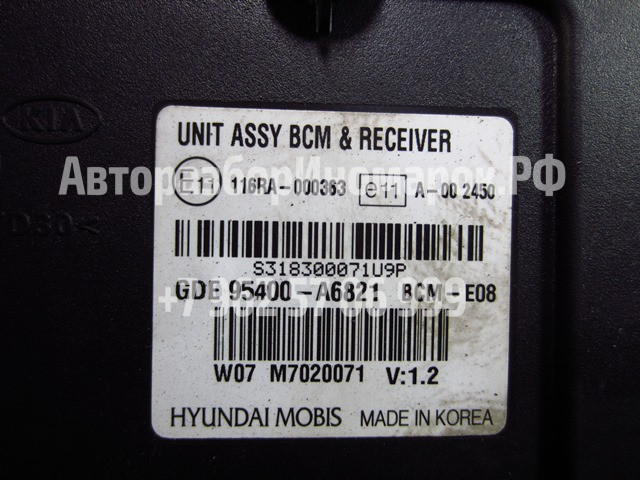 KIA
UNIT ASSY BCM & RECEIVER
E11 116RA-000363 e11 A-00 2450
АвторазборИномарок.РФ
S318300071U9P
GDE 95400-A6821 BCM-E08
W07 M7020071 V:1.2
HYUNDAI MOBIS MADE IN KOREA